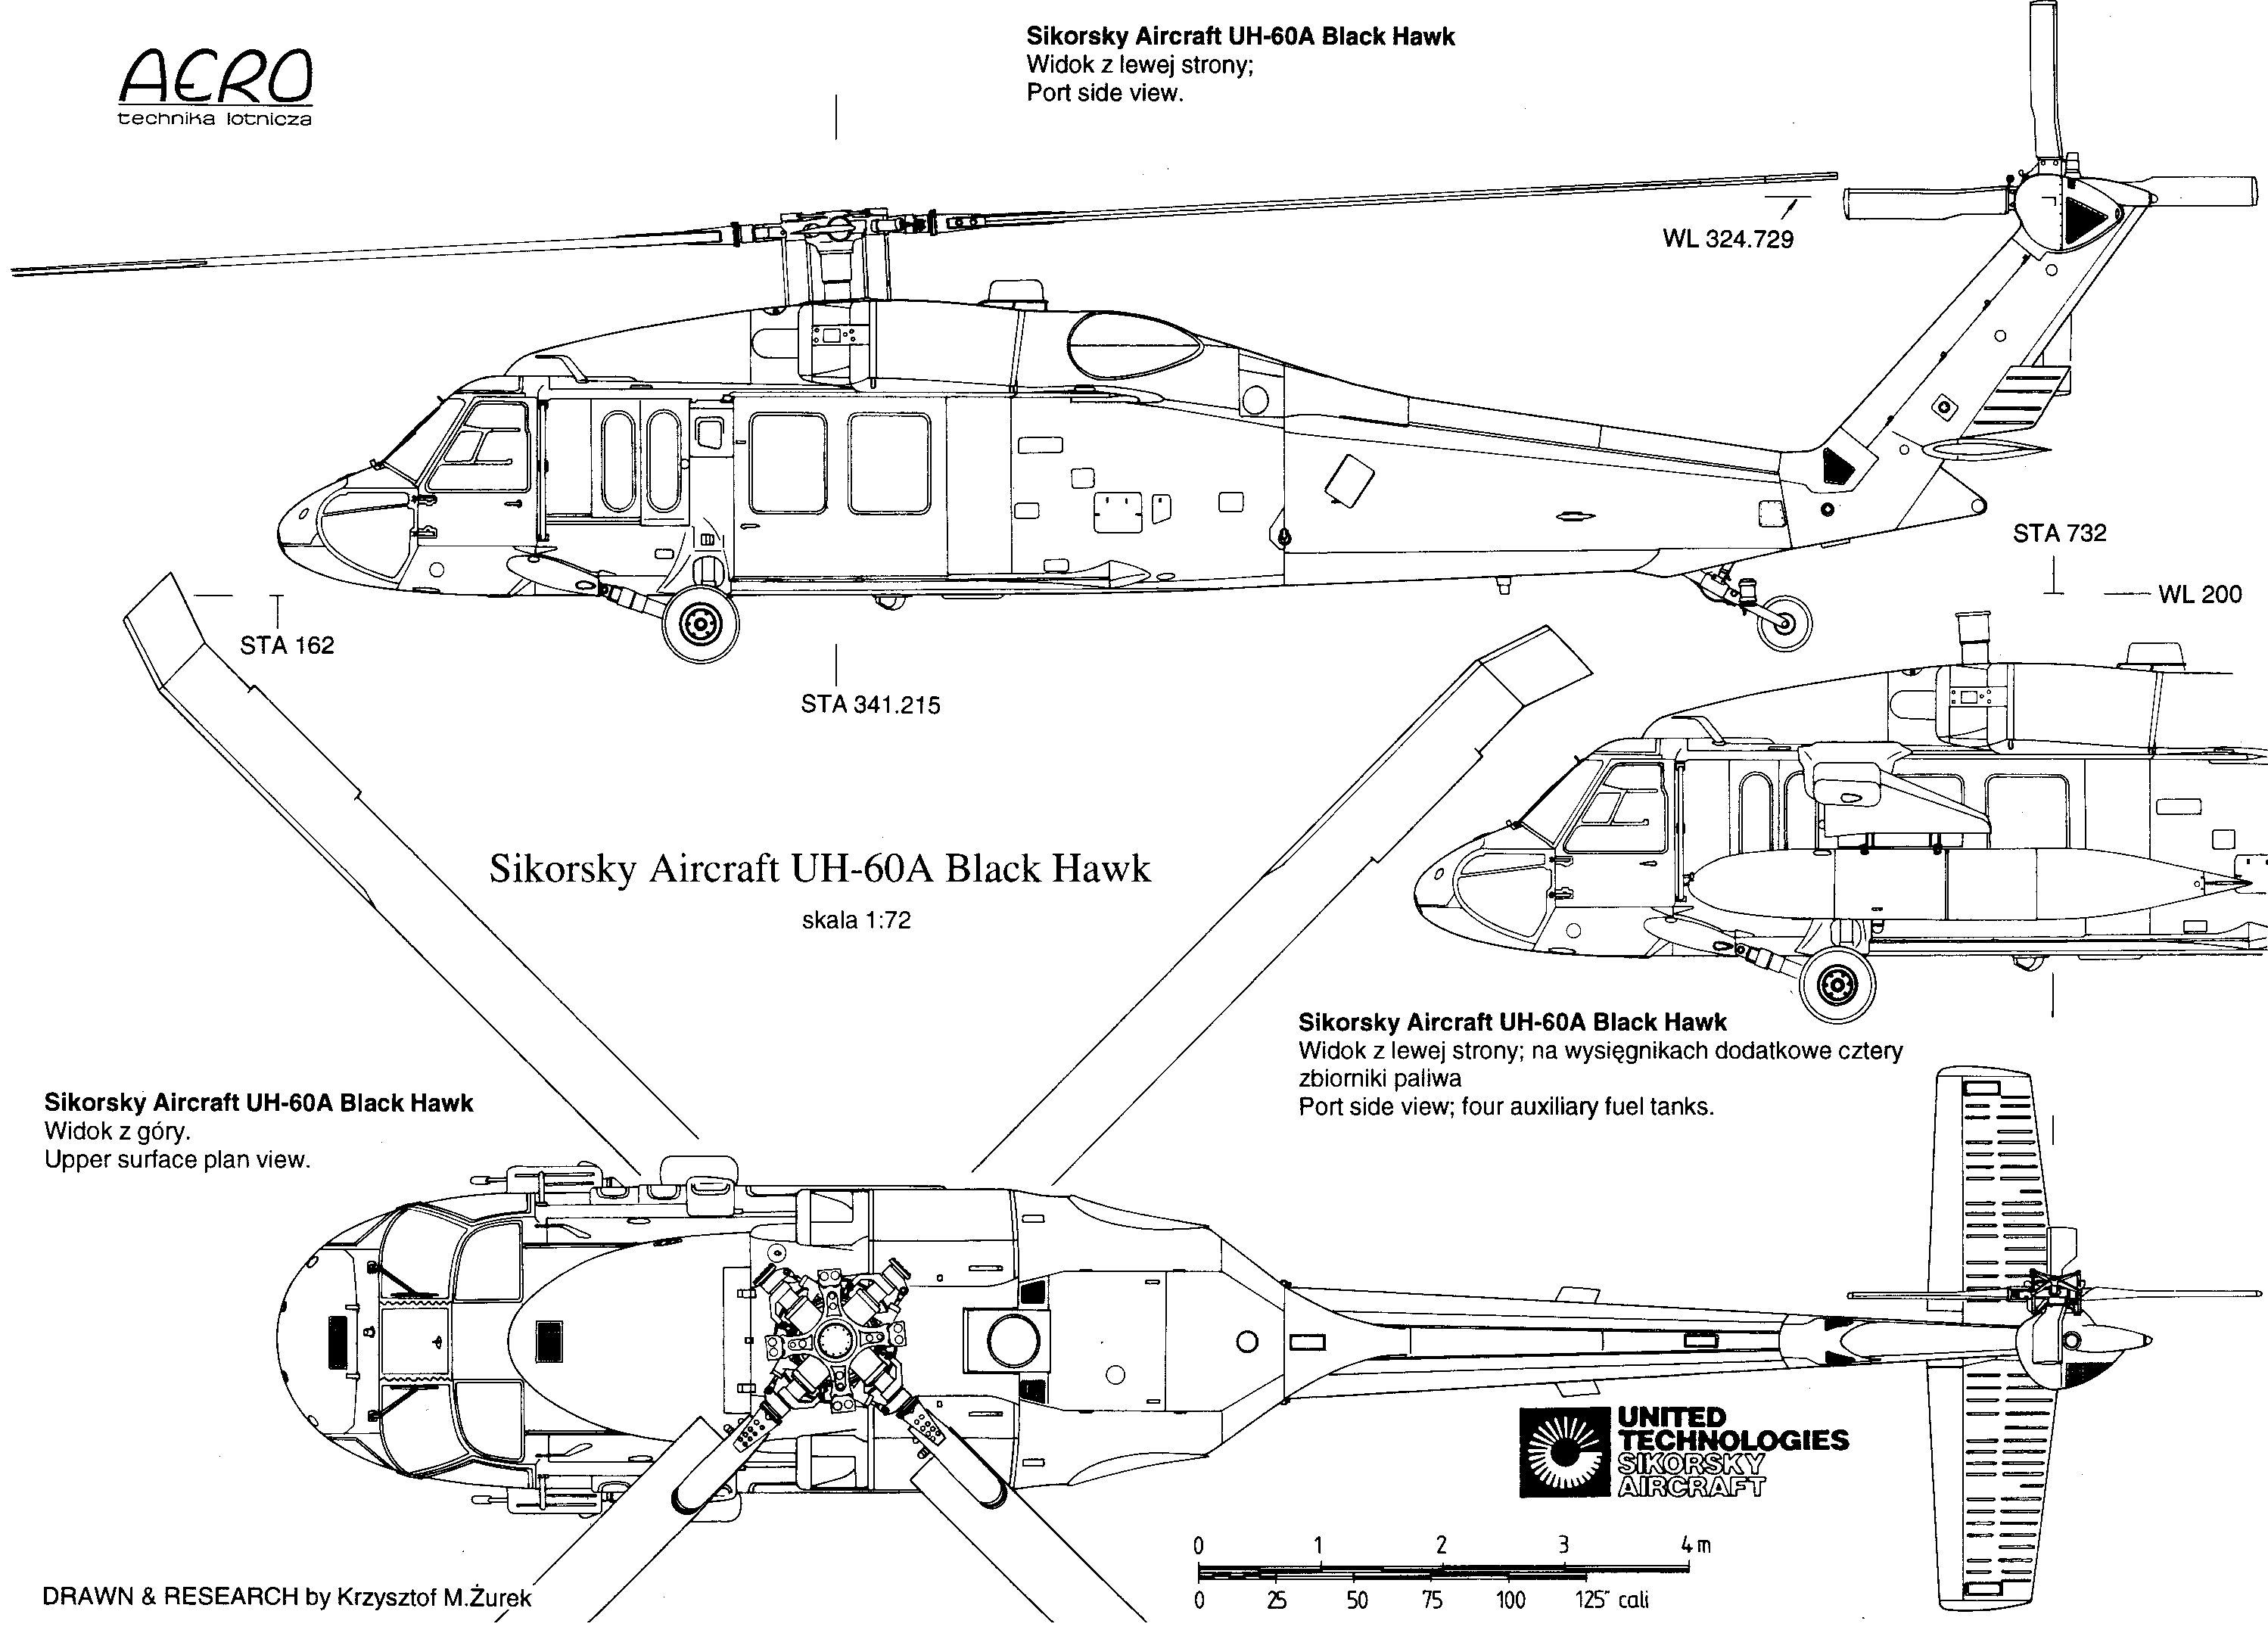 AERO
technika lotnicza
Sikorsky Aircraft UH-60A Black Hawk
Widok z lewej strony;
Port side view.
WL 324.729
STA 732
WL 200
STA 162
STA 341.215
Sikorsky Aircraft UH-60A Black Hawk
skala 1:72
Sikorsky Aircraft UH-60A Black Hawk
Widok z lewej strony; na wysięgnikach dodatkowe cztery
zbiorniki paliwa
Port side view; four auxiliary fuel tanks.
Sikorsky Aircraft UH-60A Black Hawk
Widok z góry.
Upper surface plan view.
UNITED
TECHNOLOGIES
SIKORSKY
AIRCRAFT
0 1 2 3 4 m
0 25 50 75 100 125" cali
DRAWN & RESEARCH by Krzysztof M.Żurek